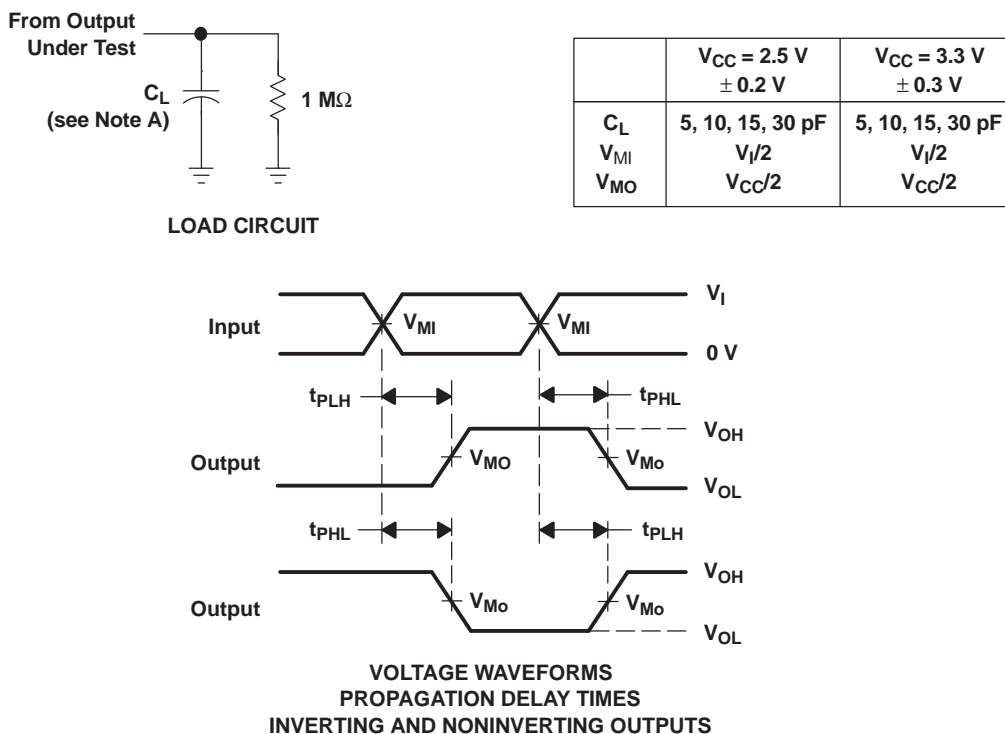 From Output
Under Test
CL
(see Note A)
1 MΩ
LOAD CIRCUIT
VCC = 2.5 V
± 0.2 V
VCC = 3.3 V
± 0.3 V
CL 5, 10, 15, 30 pF 5, 10, 15, 30 pF
VMI VI/2 VI/2
VMO VCC/2 VCC/2
Input
VMI
VMI
VI
0 V
tPLH
tPHL
Output
VMO
VMo
VOH
VOL
tPHL
tPLH
Output
VMo
VMo
VOH
VOL
VOLTAGE WAVEFORMS
PROPAGATION DELAY TIMES
INVERTING AND NONINVERTING OUTPUTS